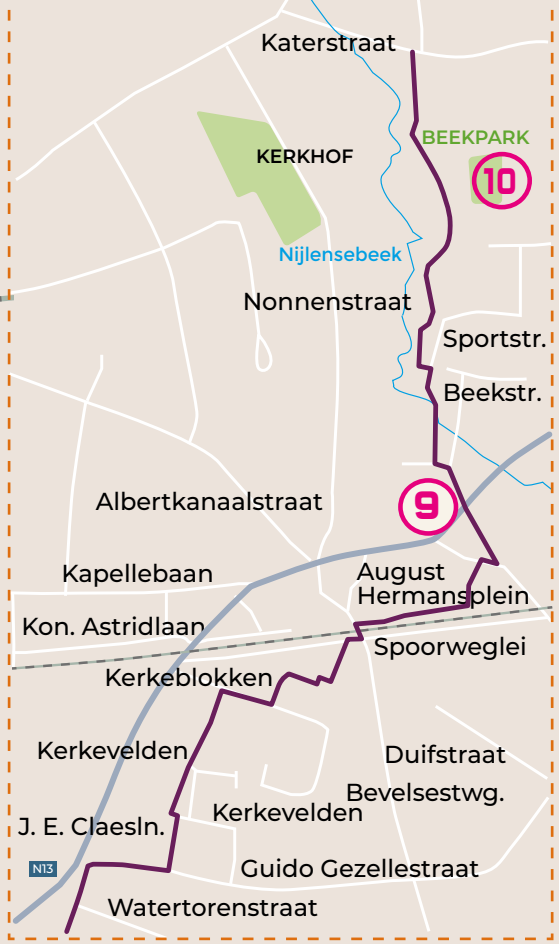 Katerstraat
BEEKPARK
KERKHOF
10
Nijlensebeek
Nonnenstraat
Sportstr.
Beekstr.
Albertkanaalstraat
9
Kapellebaan
August
Hermansplein
Kon. Astridlaan
Spoorweglei
Kerkeblokken
Kerkevelden
Duifstraat
Bevelsestwg.
Kerkevelden
J. E. Claesln.
N13
Guido Gezellestraat
Watertorenstraat